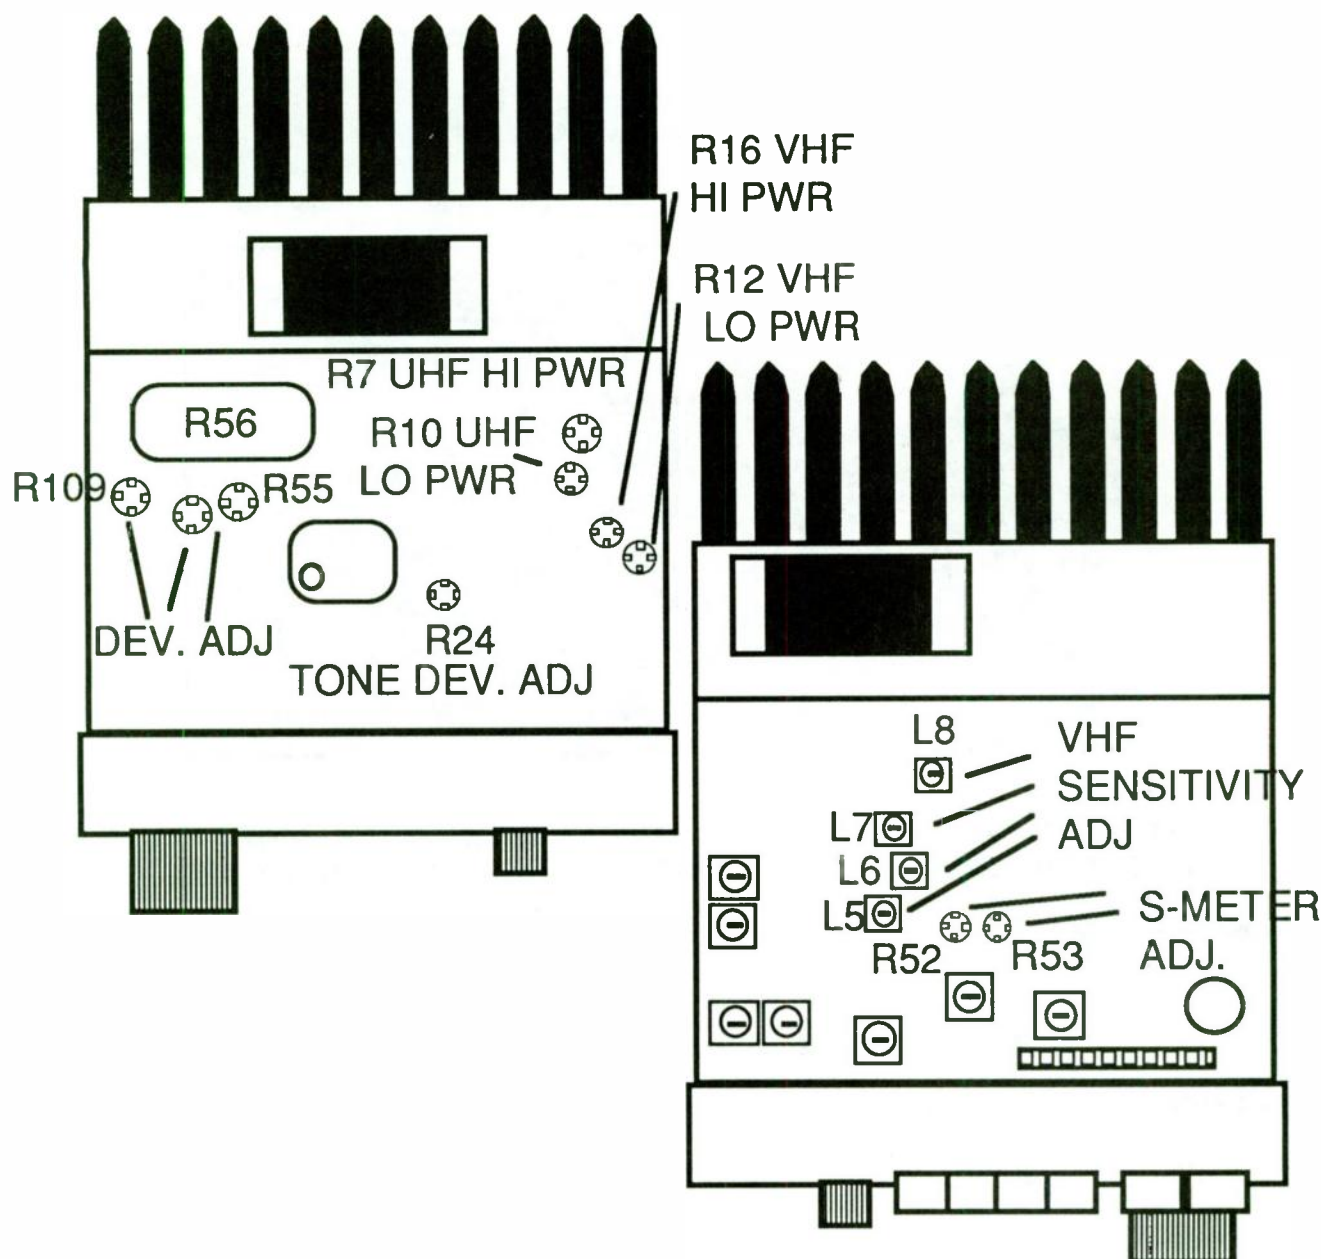 R16 VHF
HI PWR
R12 VHF
LO PWR
R7 UHF HI PWR
R56
R10 UHF
LO PWR
R109
R55
DEV. ADJ
R24
TONE DEV. ADJ
L8
VHF
SENSITIVITY
ADJ
L7
L6
L5
S-METER
ADJ.
R52
R53